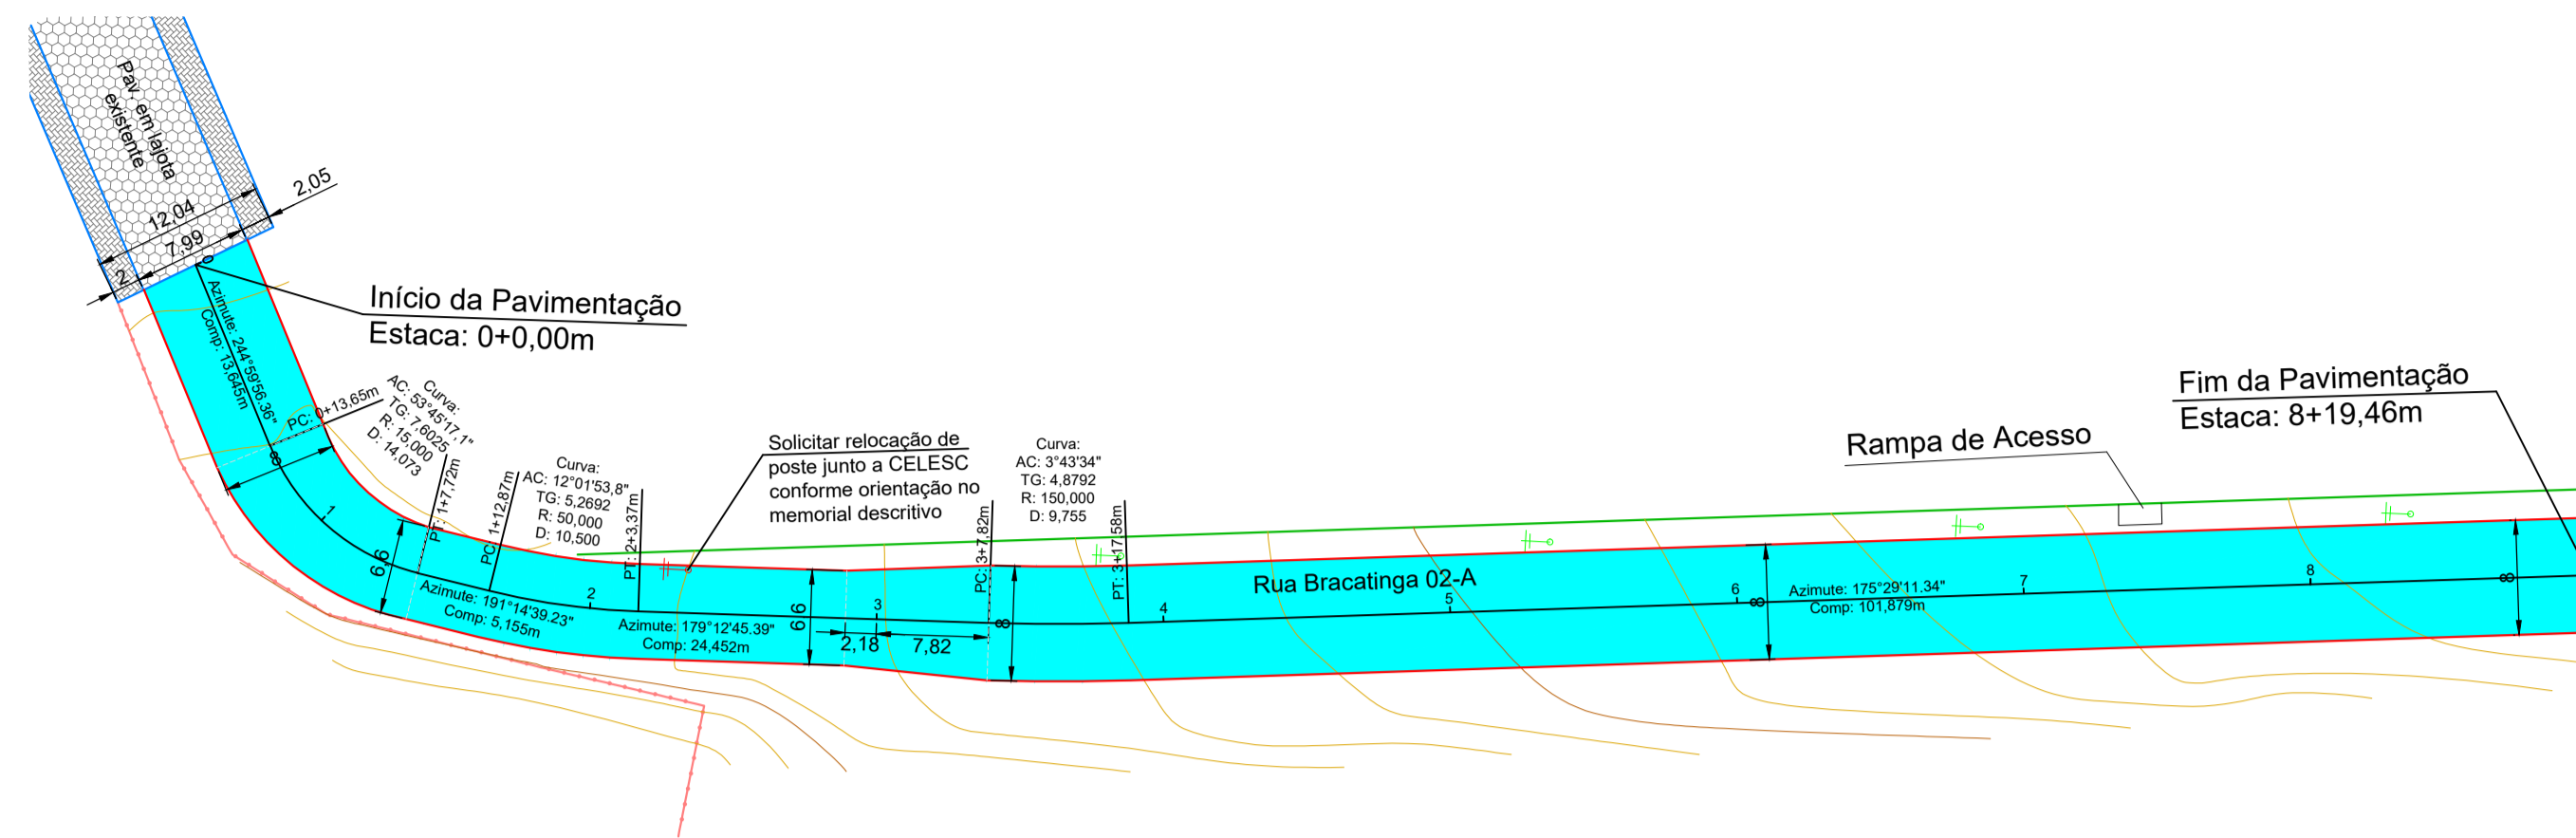 Pav. em lajota
existente
2,05
12,04
7,99
2
0
Início da Pavimentação
Estaca: 0+0,00m
Azimute: 244°59'56.36"
Comp: 13,645m
PC: 0+13,65m
Curva:
AC: 53°45'17,1"
TG: 7,6025
R: 15,000
D: 14,073
8
1
PT: 1+7,72m
6,6
PC: 1+12,87m
Curva:
AC: 12°01'53,8"
TG: 5,2692
R: 50,000
D: 10,500
Azimute: 191°14'39.23"
Comp: 5,155m
2
PT: 2+3,37m
Solicitar relocação de
poste junto a CELESC
conforme orientação no
memorial descritivo
Azimute: 179°12'45.39"
Comp: 24,452m
6,6
3
2,18
7,82
PC: 3+7,82m
8
Curva:
AC: 3°43'34"
TG: 4,8792
R: 150,000
D: 9,755
PT: 3+17,58m
4
Rua Bracatinga 02-A
5
6
8
Azimute: 175°29'11.34"
Comp: 101,879m
Rampa de Acesso
7
8
Fim da Pavimentação
Estaca: 8+19,46m
8